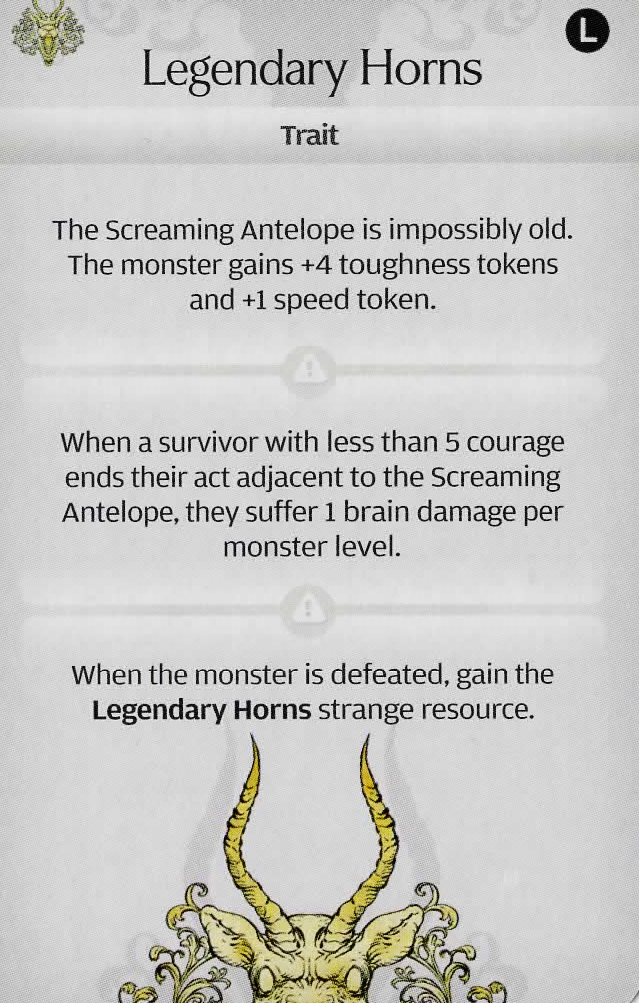 L
Legendary Horns
Trait
The Screaming Antelope is impossibly old.
The monster gains +4 toughness tokens
and +1 speed token.
When a survivor with less than 5 courage
ends their act adjacent to the Screaming
Antelope, they suffer 1 brain damage per
monster level.
When the monster is defeated, gain the
Legendary Horns strange resource.